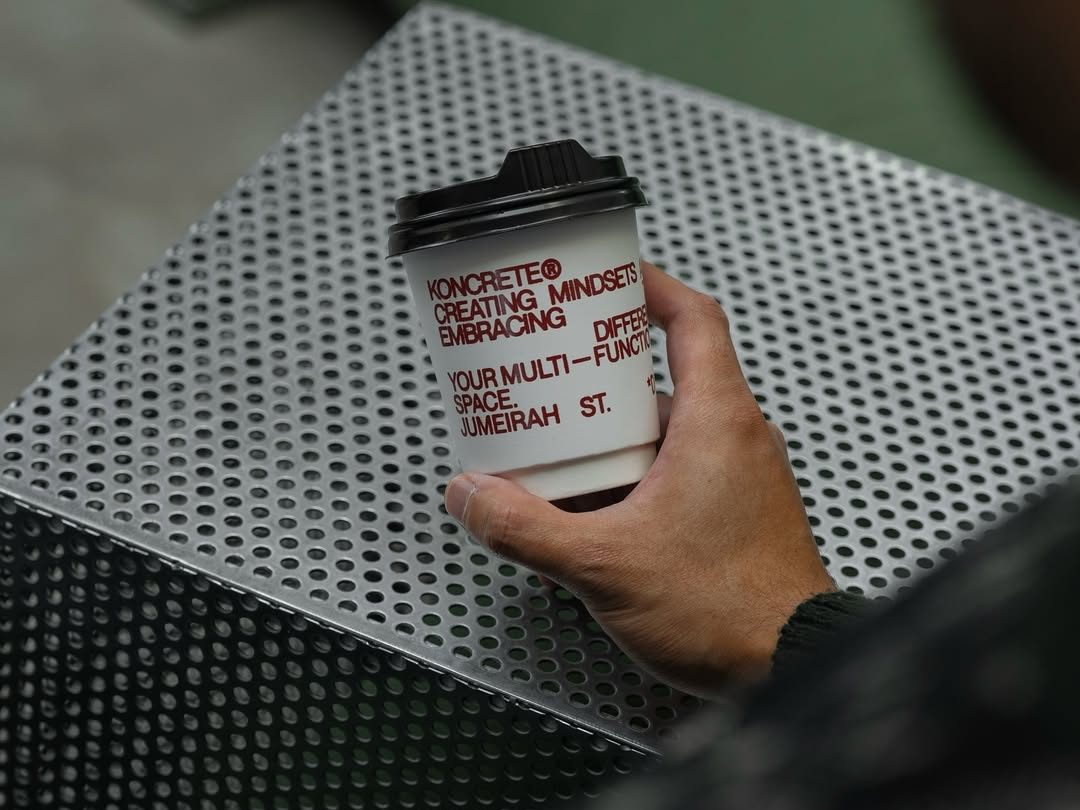 KONCRETE®
CREATING MINDSETS
EMBRACING
YOUR MULTI—
SPACE.
JUMEIRAH ST.